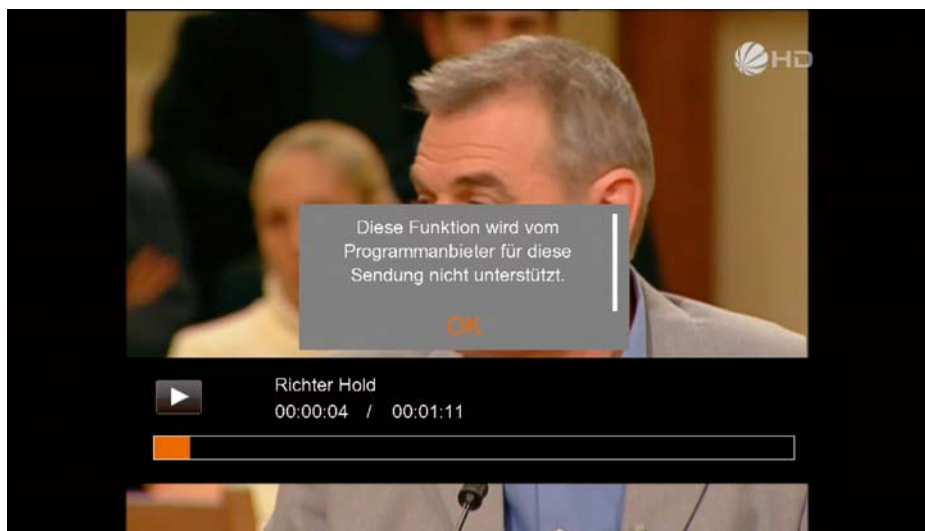 HD
Diese Funktion wird vom
Programmanbieter für diese
Sendung nicht unterstützt.
OK
Richter Hold
00:00:04 / 00:01:11